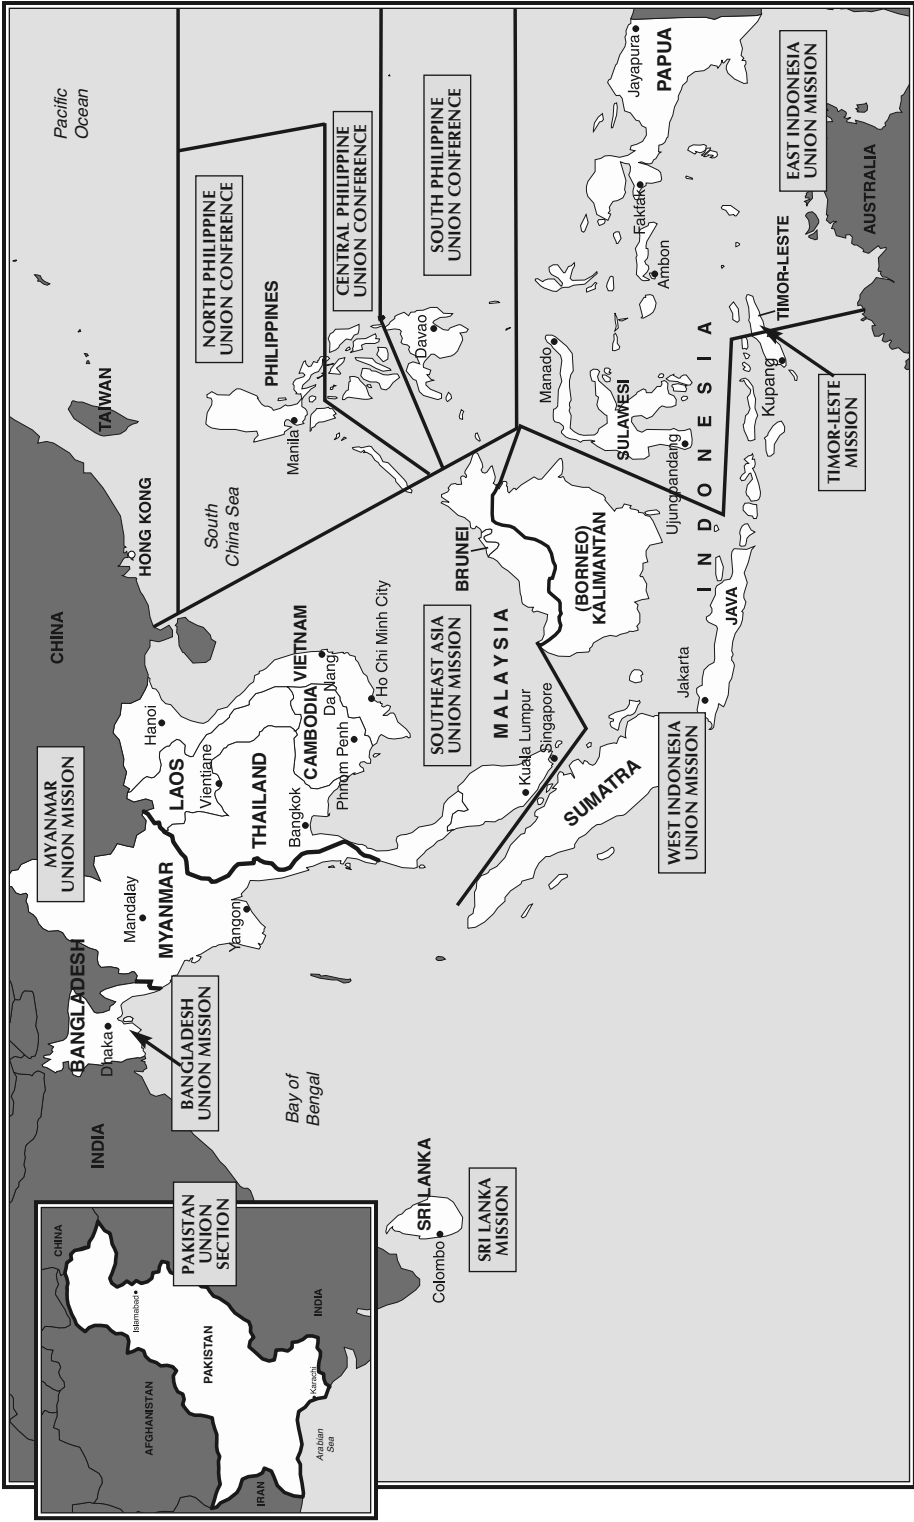 PAKISTAN
UNION
SECTION
CHINA
Islamabad
AFGHANISTAN
PAKISTAN
INDIA
Karachi
IRAN
Arabian
Sea
INDIA
BANGLADESH
Dhaka
BANGLADESH
UNION MISSION
Bay of
Bengal
SRI LANKA
Colombo
SRI LANKA
MISSION
MYANMAR
UNION MISSION
Mandalay
MYANMAR
Yangon
CHINA
Hanoi
LAOS
Vientiane
THAILAND
Bangkok
VIETNAM
CAMBODIA
Da Nang
Phnom Penh
Ho Chi Minh City
HONG KONG
TAIWAN
South
China Sea
Pacific
Ocean
NORTH PHILIPPINE
UNION CONFERENCE
PHILIPPINES
Manila
CENTRAL PHILIPPINE
UNION CONFERENCE
SOUTH PHILIPPINE
UNION CONFERENCE
Davao
SOUTHEAST ASIA
UNION MISSION
BRUNEI
MALAYSIA
Kuala Lumpur
Singapore
SUMATRA
(BORNEO)
KALIMANTAN
Manado
SULAWESI
Ujungpandang
INDONESIA
Jakarta
JAVA
WEST INDONESIA
UNION MISSION
Jayapura
PAPUA
Fakfak
Ambon
EAST INDONESIA
UNION MISSION
TIMOR-LESTE
Kupang
TIMOR-LESTE
MISSION
AUSTRALIA